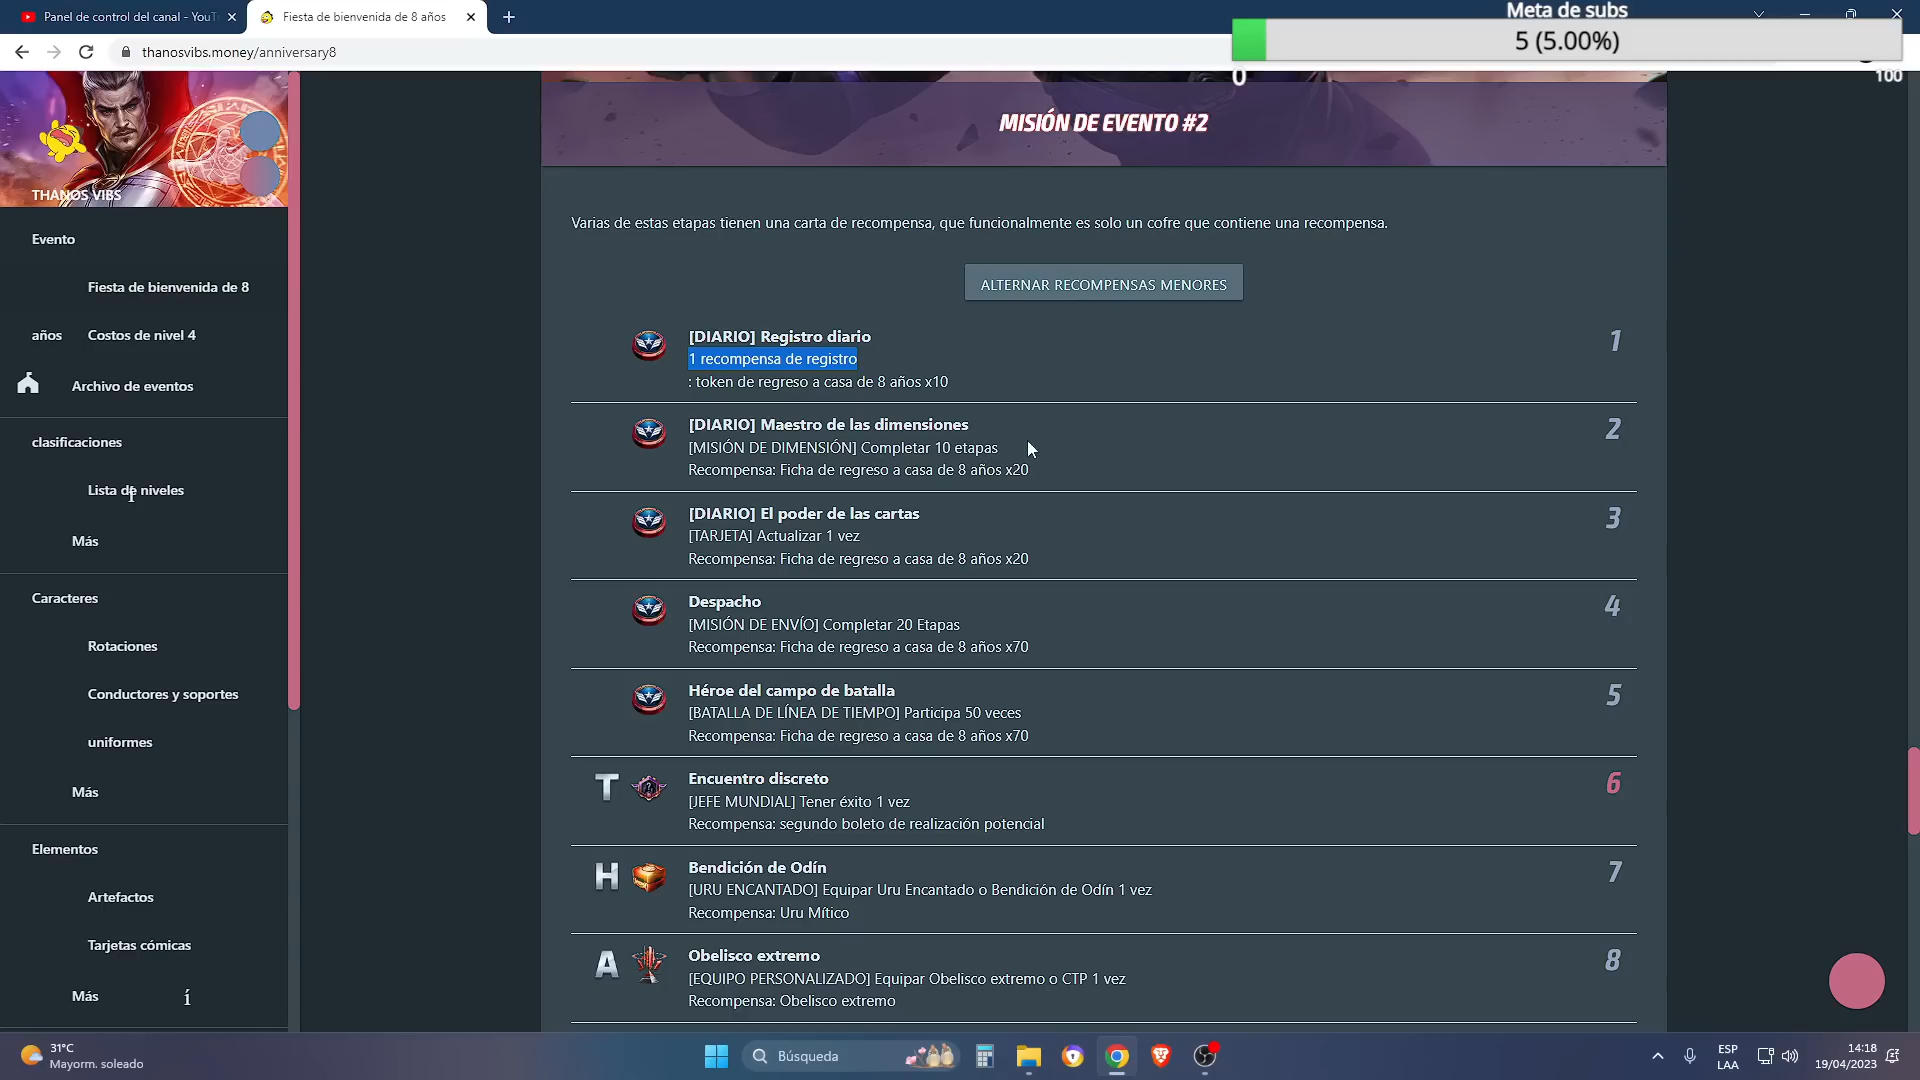 Panel de control del canal - YouT
Fiesta de bienvenida de 8 años
Meta de subs
5 (5.00%)
0
100
thanosvibs.money/anniversary8
THANOS VIBS
Evento
Fiesta de bienvenida de 8
años
Costos de nivel 4
Archivo de eventos
clasificaciones
Lista de niveles
Más
Caracteres
Rotaciones
Conductores y soportes
uniformes
Más
Elementos
Artefactos
Tarjetas cómicas
Más
í
MISIÓN DE EVENTO #2
Varias de estas etapas tienen una carta de recompensa, que funcionalmente es solo un cofre que contiene una recompensa.
ALTERNAR RECOMPENSAS MENORES
[DIARIO] Registro diario
1
1 recompensa de registro
: token de regreso a casa de 8 años x10
[DIARIO] Maestro de las dimensiones
2
[MISIÓN DE DIMENSIÓN] Completar 10 etapas
Recompensa: Ficha de regreso a casa de 8 años x20
[DIARIO] El poder de las cartas
3
[TARJETA] Actualizar 1 vez
Recompensa: Ficha de regreso a casa de 8 años x20
Despacho
4
[MISIÓN DE ENVÍO] Completar 20 Etapas
Recompensa: Ficha de regreso a casa de 8 años x70
Héroe del campo de batalla
5
[BATALLA DE LÍNEA DE TIEMPO] Participa 50 veces
Recompensa: Ficha de regreso a casa de 8 años x70
T
Encuentro discreto
6
[JEFE MUNDIAL] Tener éxito 1 vez
Recompensa: segundo boleto de realización potencial
H
Bendición de Odín
7
[URU ENCANTADO] Equipar Uru Encantado o Bendición de Odín 1 vez
Recompensa: Uru Mítico
A
Obelisco extremo
8
[EQUIPO PERSONALIZADO] Equipar Obelisco extremo o CTP 1 vez
Recompensa: Obelisco extremo
31°C
Mayorm. soleado
Búsqueda
ESP
LAA
14:18
19/04/2023